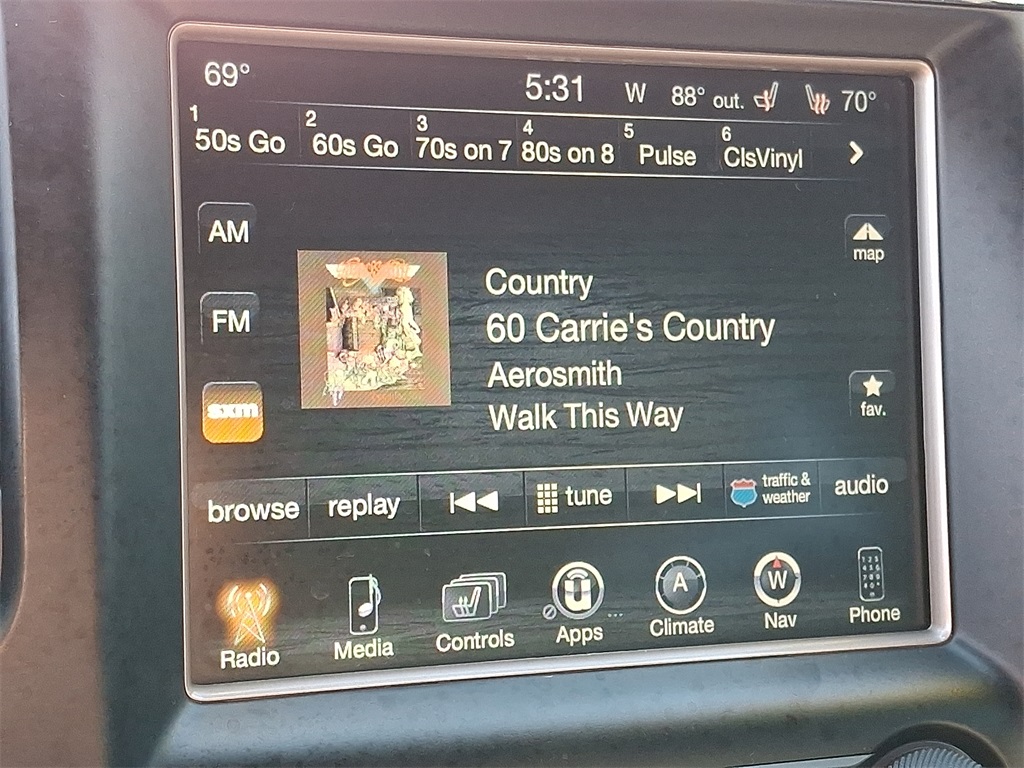 69° 5:31 W 88° out. 70°
1 2 3 4 5 6
50s Go 60s Go 70s on 7 80s on 8 Pulse ClsVinyl
AM
map
FM
AEROSMITH
Country
60 Carrie's Country
Aerosmith
Walk This Way
sxm
fav.
browse replay tune traffic & weather audio
Radio Media Controls Apps Climate Nav Phone
A
W